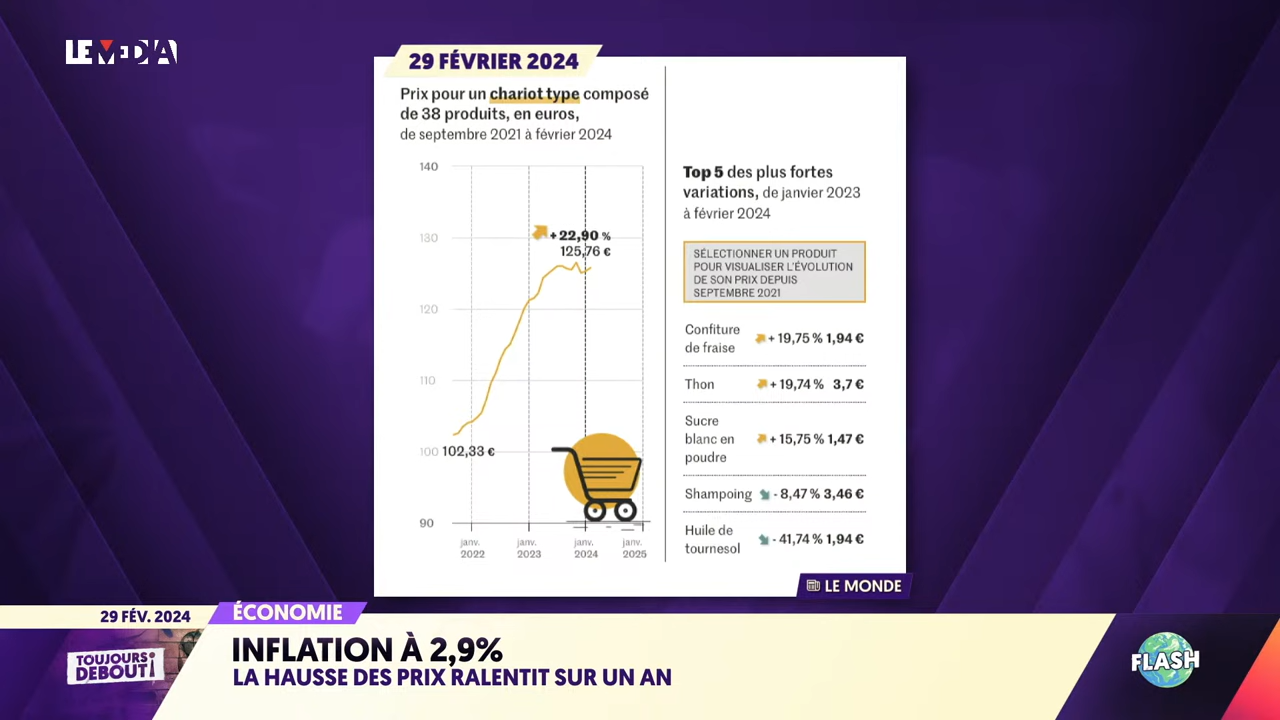 LE MEDIA
29 FÉVRIER 2024
Prix pour un chariot type composé
de 38 produits, en euros,
de septembre 2021 à février 2024
140
130
120
110
100
90
+ 22,90 %
125,76 €
102,33 €
janv.
2022
janv.
2023
janv.
2024
janv.
2025
Top 5 des plus fortes
variations, de janvier 2023
à février 2024
SÉLECTIONNER UN PRODUIT
POUR VISUALISER L'ÉVOLUTION
DE SON PRIX DEPUIS
SEPTEMBRE 2021
Confiture
de fraise
+ 19,75 % 1,94 €
Thon
+ 19,74 % 3,7 €
Sucre
blanc en
poudre
+ 15,75 % 1,47 €
Shampoing
- 8,47 % 3,46 €
Huile de
tournesol
- 41,74 % 1,94 €
LE MONDE
29 FÉV. 2024
ÉCONOMIE
TOUJOURS
DEBOUT!
INFLATION À 2,9%
LA HAUSSE DES PRIX RALENTIT SUR UN AN
FLASH